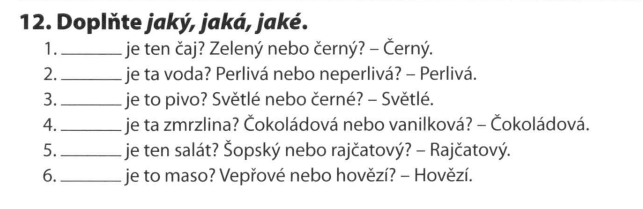 12. Doplňte jaký, jaká, jaké.
1. _______ je ten čaj? Zelený nebo černý? – Černý.
2. _______ je ta voda? Perlivá nebo neperlivá? – Perlivá.
3. _______ je to pivo? Světlé nebo černé? – Světlé.
4. _______ je ta zmrzlina? Čokoládová nebo vanilková? – Čokoládová.
5. _______ je ten salát? Šopský nebo rajčatový? – Rajčatový.
6. _______ je to maso? Vepřové nebo hovězí? – Hovězí.